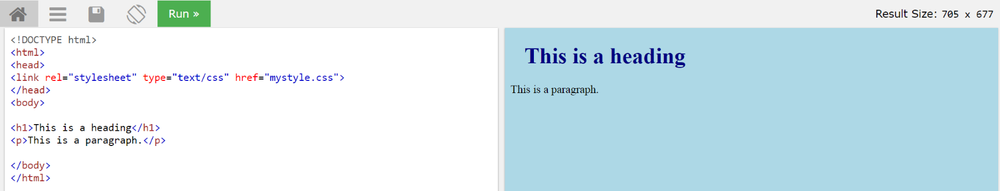 Run »
Result Size: 705 x 677
<!DOCTYPE html>
<html>
<head>
<link rel="stylesheet" type="text/css" href="mystyle.css">
</head>
<body>
<h1>This is a heading</h1>
<p>This is a paragraph.</p>
</body>
</html>
This is a heading
This is a paragraph.